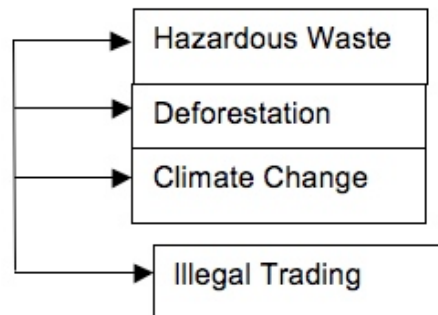 Hazardous Waste
Deforestation
Climate Change
Illegal Trading